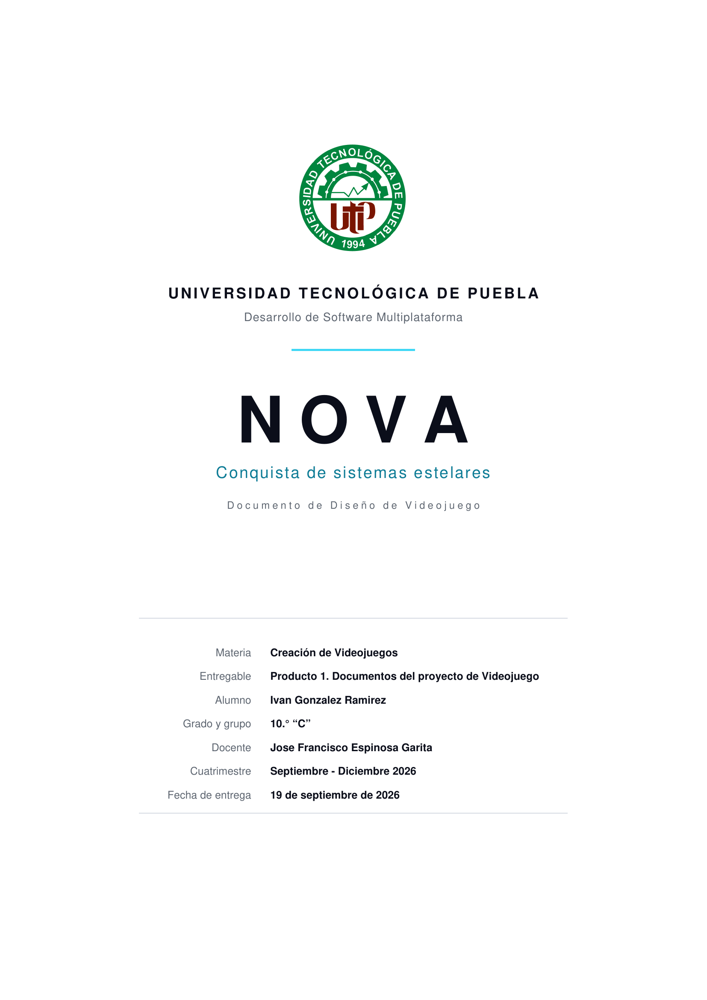 UNIVERSIDAD TECNOLÓGICA DE PUEBLA
1994
UTP
UNIVERSIDAD TECNOLÓGICA DE PUEBLA
Desarrollo de Software Multiplataforma
NOVA
Conquista de sistemas estelares
Documento de Diseño de Videojuego
Materia Creación de Videojuegos
Entregable Producto 1. Documentos del proyecto de Videojuego
Alumno Ivan Gonzalez Ramirez
Grado y grupo 10.° “C”
Docente Jose Francisco Espinosa Garita
Cuatrimestre Septiembre - Diciembre 2026
Fecha de entrega 19 de septiembre de 2026